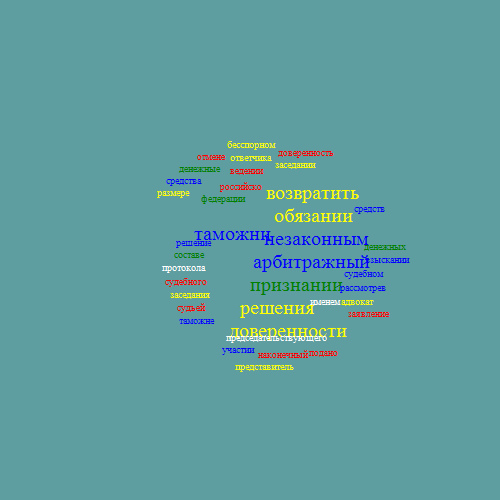 бесспорном
отмене ответчика доверенность
денежные ведении заседании
средства российско
размере федерации возвратить
обязании средств
таможни незаконным
решение денежных
составе арбитражный взыскании
протокола судебном
судебного признании рассмотрев
заседания именем адвокат
судьей решения заявление
таможне доверенности
председательствующего
участии наконечный подано
представитель